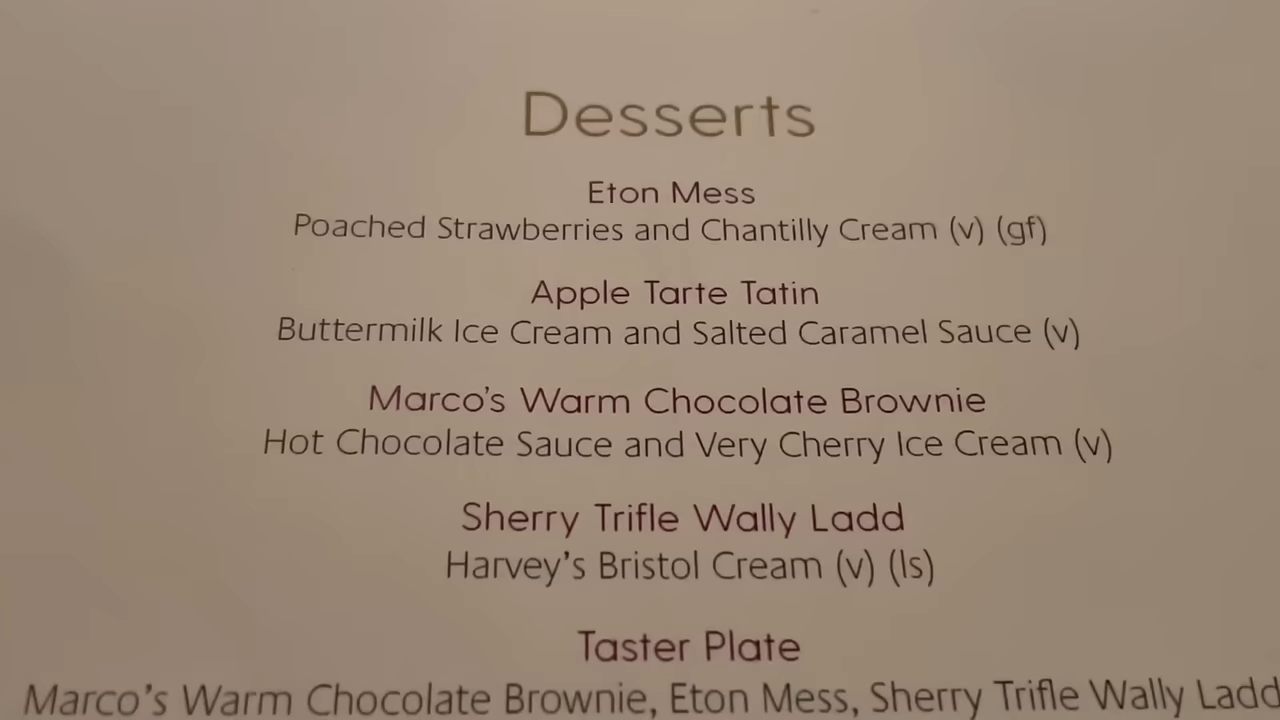 Desserts
Eton Mess
Poached Strawberries and Chantilly Cream (v) (gf)
Apple Tarte Tatin
Buttermilk Ice Cream and Salted Caramel Sauce (v)
Marco's Warm Chocolate Brownie
Hot Chocolate Sauce and Very Cherry Ice Cream (v)
Sherry Trifle Wally Ladd
Harvey's Bristol Cream (v) (ls)
Taster Plate
Marco's Warm Chocolate Brownie, Eton Mess, Sherry Trifle Wally Ladd